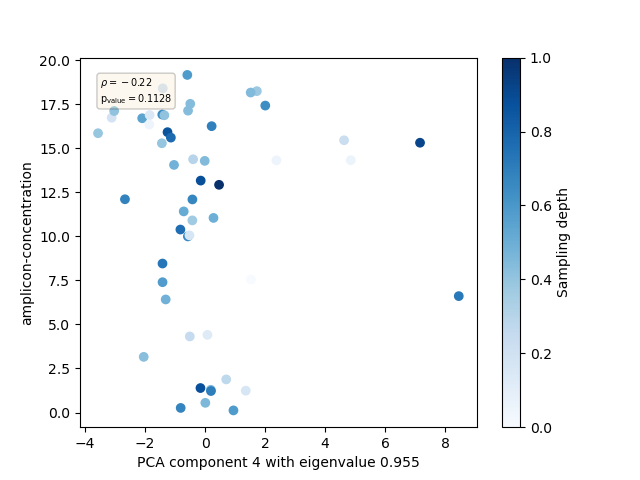 ρ = −0.22
p_value = 0.1128
20.0
17.5
15.0
12.5
10.0
7.5
5.0
2.5
0.0
amplicon-concentration
−4 −2 0 2 4 6 8
PCA component 4 with eigenvalue 0.955
1.0
0.8
0.6
0.4
0.2
0.0
Sampling depth